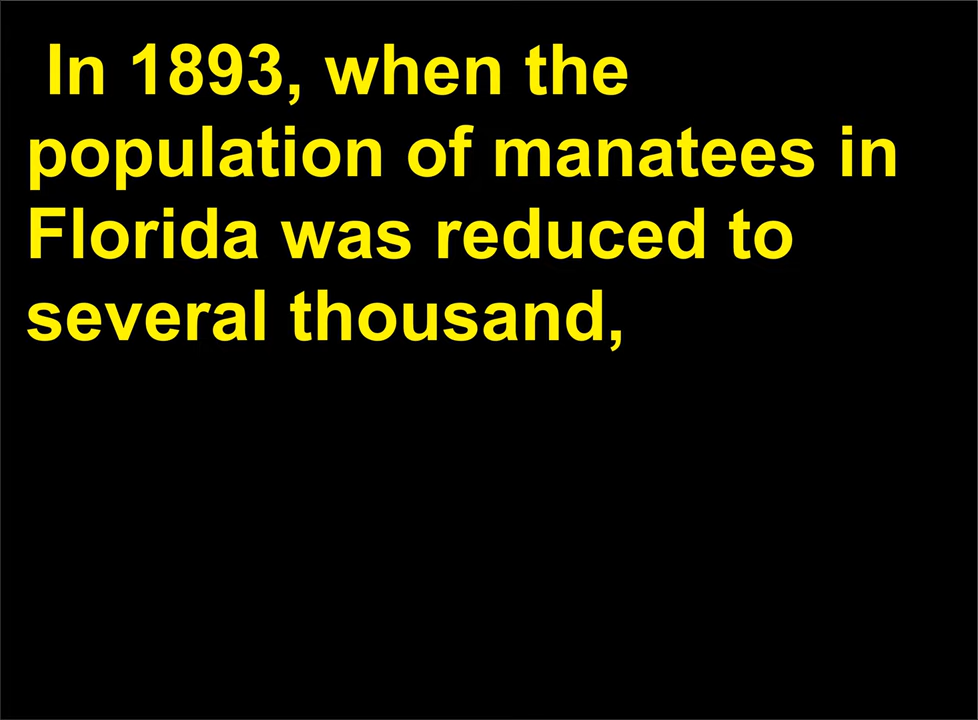 In 1893, when the
population of manatees in
Florida was reduced to
several thousand,